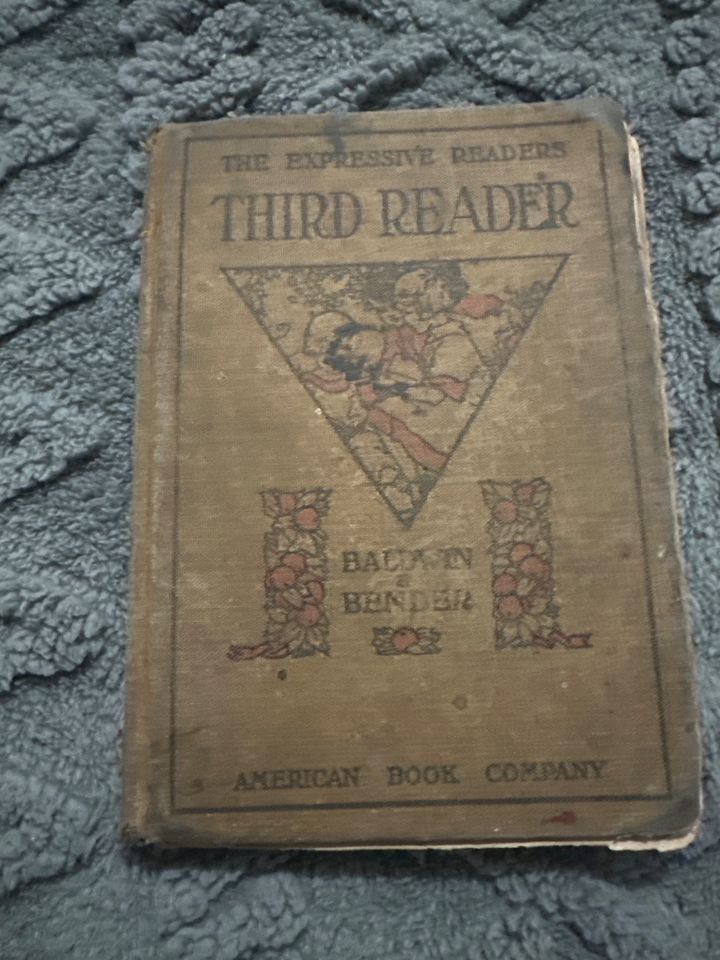 THE EXPRESSIVE READERS
THIRD READER
BALDWIN
&
BENDER
AMERICAN BOOK COMPANY